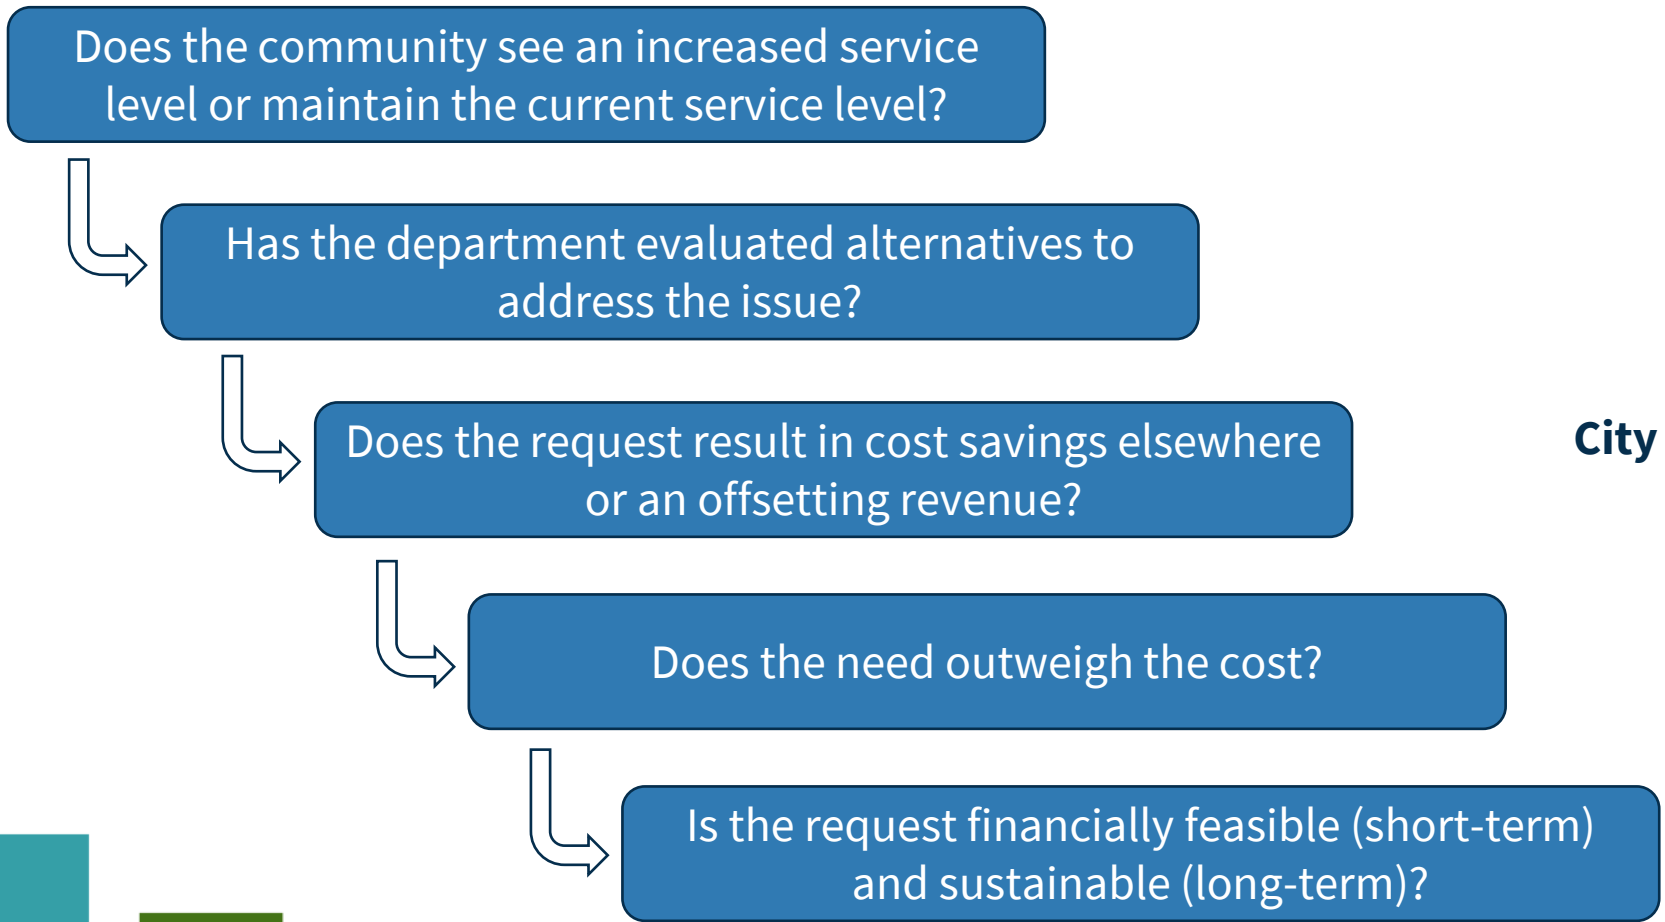 Does the community see an increased service
level or maintain the current service level?
Has the department evaluated alternatives to
address the issue?
Does the request result in cost savings elsewhere
or an offsetting revenue?
City
Does the need outweigh the cost?
Is the request financially feasible (short-term)
and sustainable (long-term)?